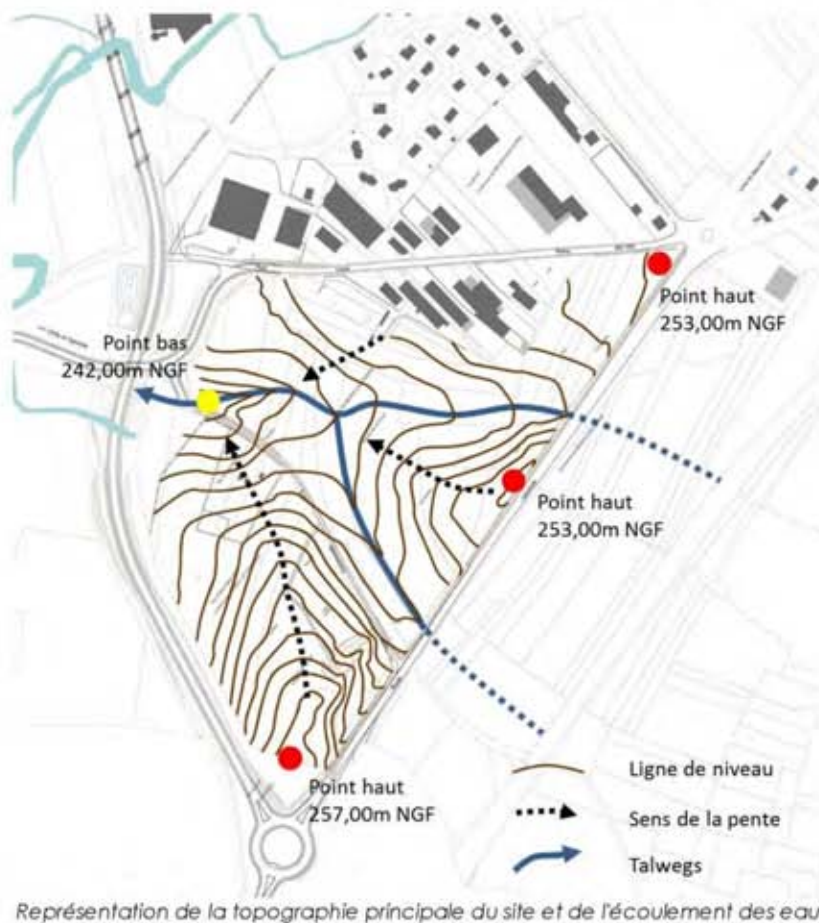 Point haut
253,00m NGF
Point bas
242,00m NGF
Point haut
253,00m NGF
Point haut
257,00m NGF
Ligne de niveau
Sens de la pente
Talwegs
Représentation de la topographie principale du site et de l'écoulement des eau